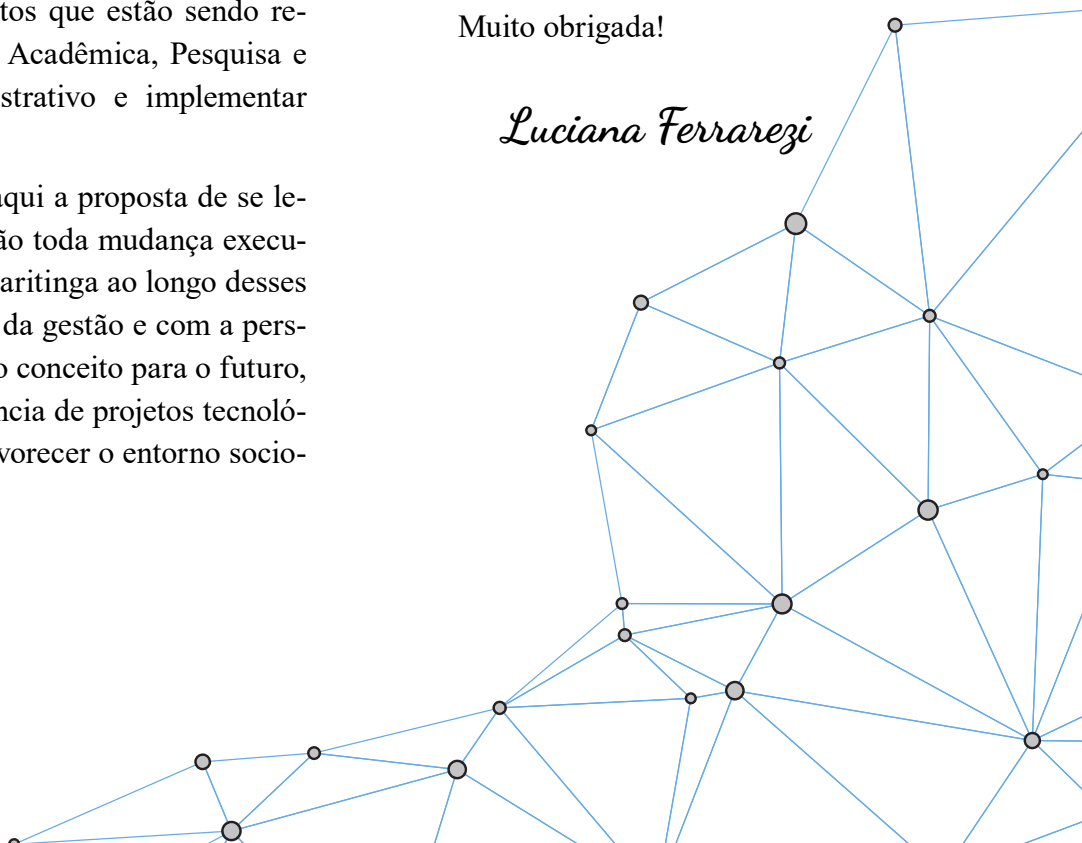 tos que estão sendo re-
Acadêmica, Pesquisa e
strativo e implementar
aqui a proposta de se le-
ão toda mudança execu-
aritinga ao longo desses
da gestão e com a pers-
o conceito para o futuro,
ncia de projetos tecnoló-
vorecer o entorno socio-
Muito obrigada!
Luciana Ferrarezi